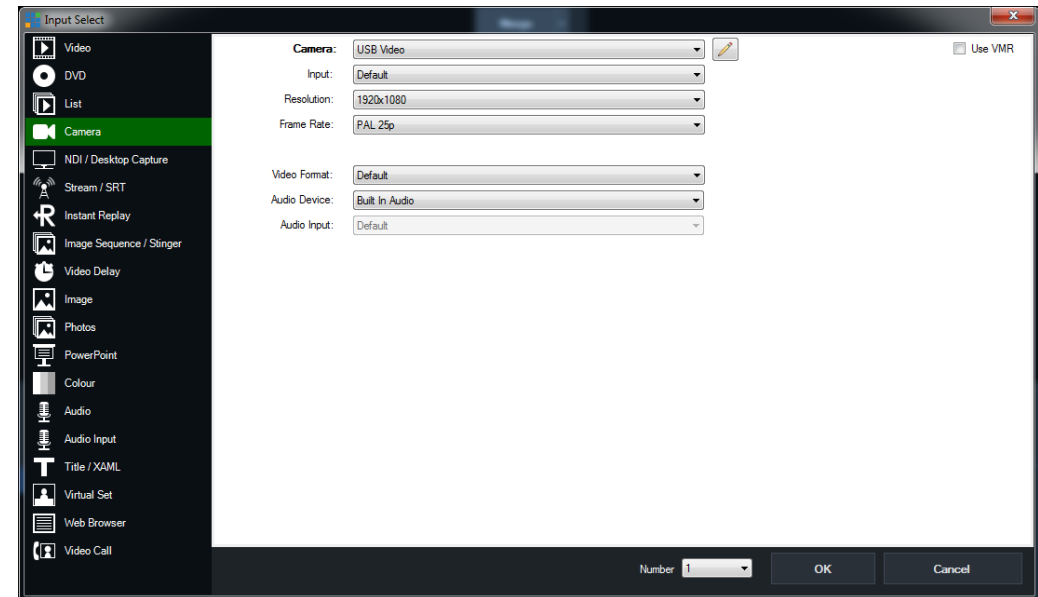 Input Select
Merge
Video
DVD
List
Camera
NDI / Desktop Capture
Stream / SRT
Instant Replay
Image Sequence / Stinger
Video Delay
Image
Photos
PowerPoint
Colour
Audio
Audio Input
Title / XAML
Virtual Set
Web Browser
Video Call
Camera: USB Video
Use VMR
Input: Default
Resolution: 1920x1080
Frame Rate: PAL 25p
Video Format: Default
Audio Device: Built In Audio
Audio Input: Default
Number 1
OK
Cancel